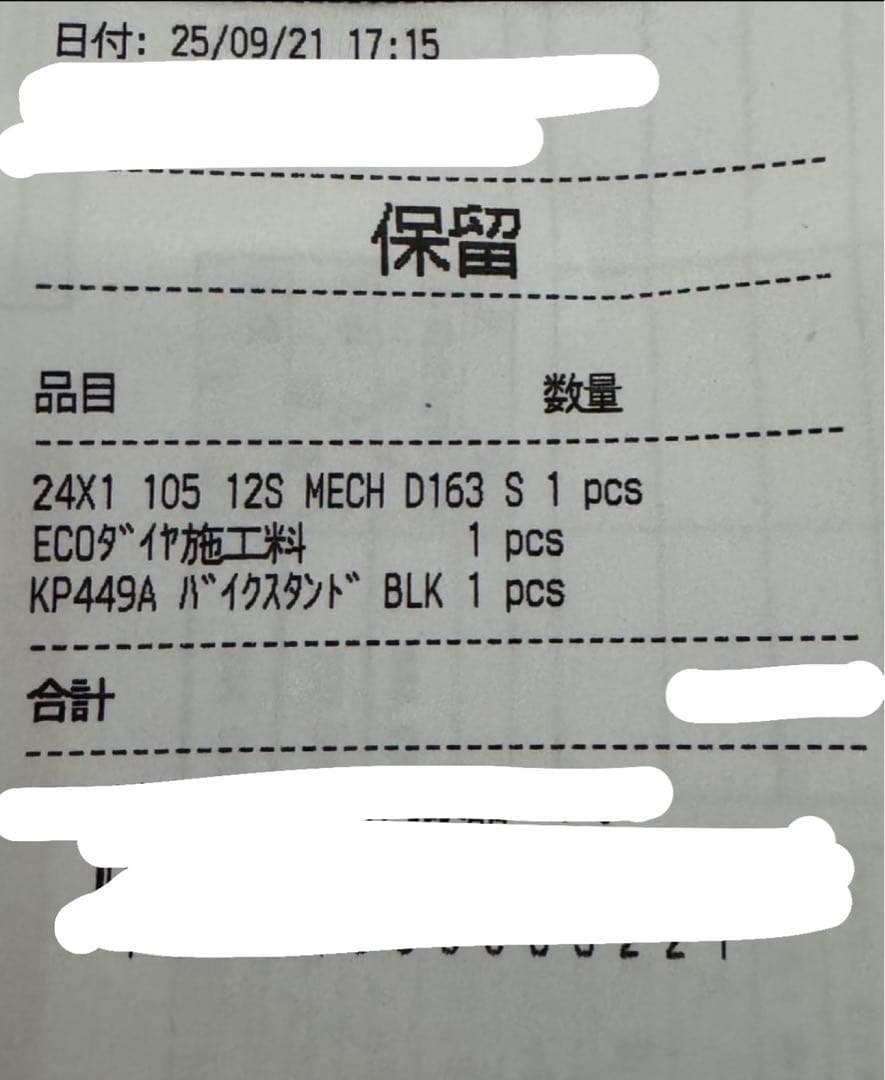 日付: 25/09/21 17:15
保留
品目 数量
24X1 105 12S MECH D163 S 1 pcs
ECOﾀﾞｲﾔ施工料 1 pcs
KP449A ﾊﾞｲｸｽﾀﾝﾄﾞ BLK 1 pcs
合計